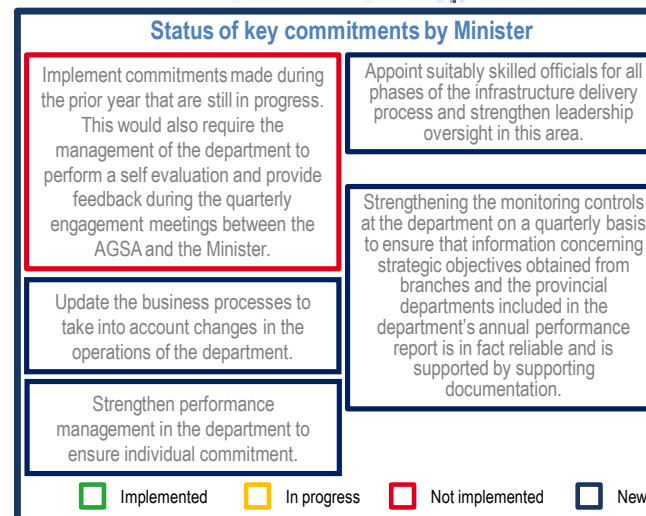 Status of key commitments by Minister
Implement commitments made during
the prior year that are still in progress.
This would also require the
management of the department to
perform a self evaluation and provide
feedback during the quarterly
engagement meetings between the
AGSA and the Minister.
Update the business processes to
take into account changes in the
operations of the department.
Strengthen performance
management in the department to
ensure individual commitment.
Appoint suitably skilled officials for all
phases of the infrastructure delivery
process and strengthen leadership
oversight in this area.
Strengthening the monitoring controls
at the department on a quarterly basis
to ensure that information concerning
strategic objectives obtained from
branches and the provincial
departments included in the
department's annual performance
report is in fact reliable and is
supported by supporting
documentation.
Implemented In progress Not implemented New